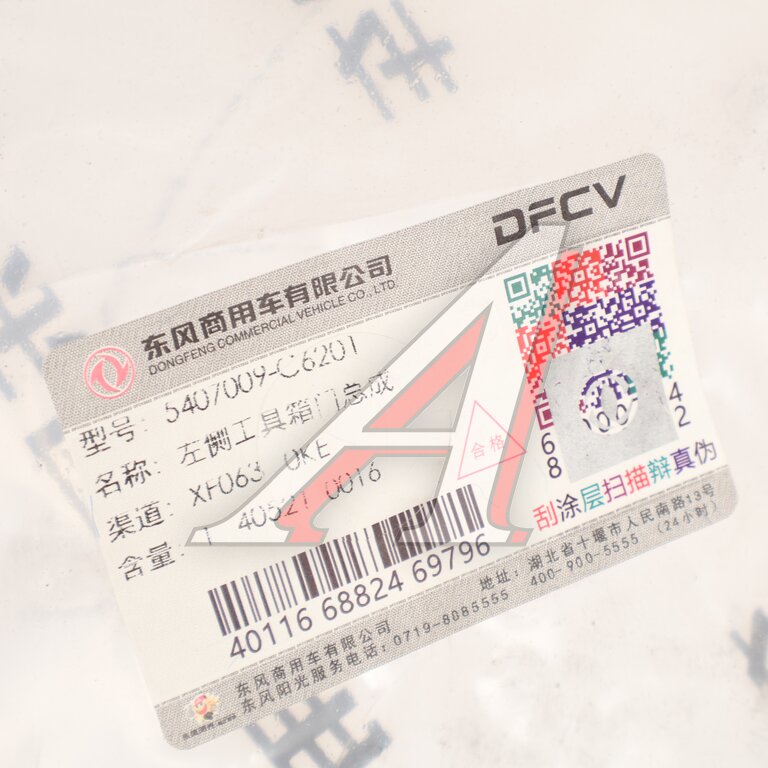 DFCV
东风商用车有限公司
DONGFENG COMMERCIAL VEHICLE CO., LTD
型号: 5407009-C6201
名称: 左侧工具箱门总成
渠道: XF063 OKE
含量: 1 40521 0016
合格
68
42
刮涂层扫描辩真伪
40116 68824 69796
地址: 湖北省十堰市人民南路13号
东风商用车有限公司
东风阳光服务电话: 0719-8085555 400-900-5555 (24小时)